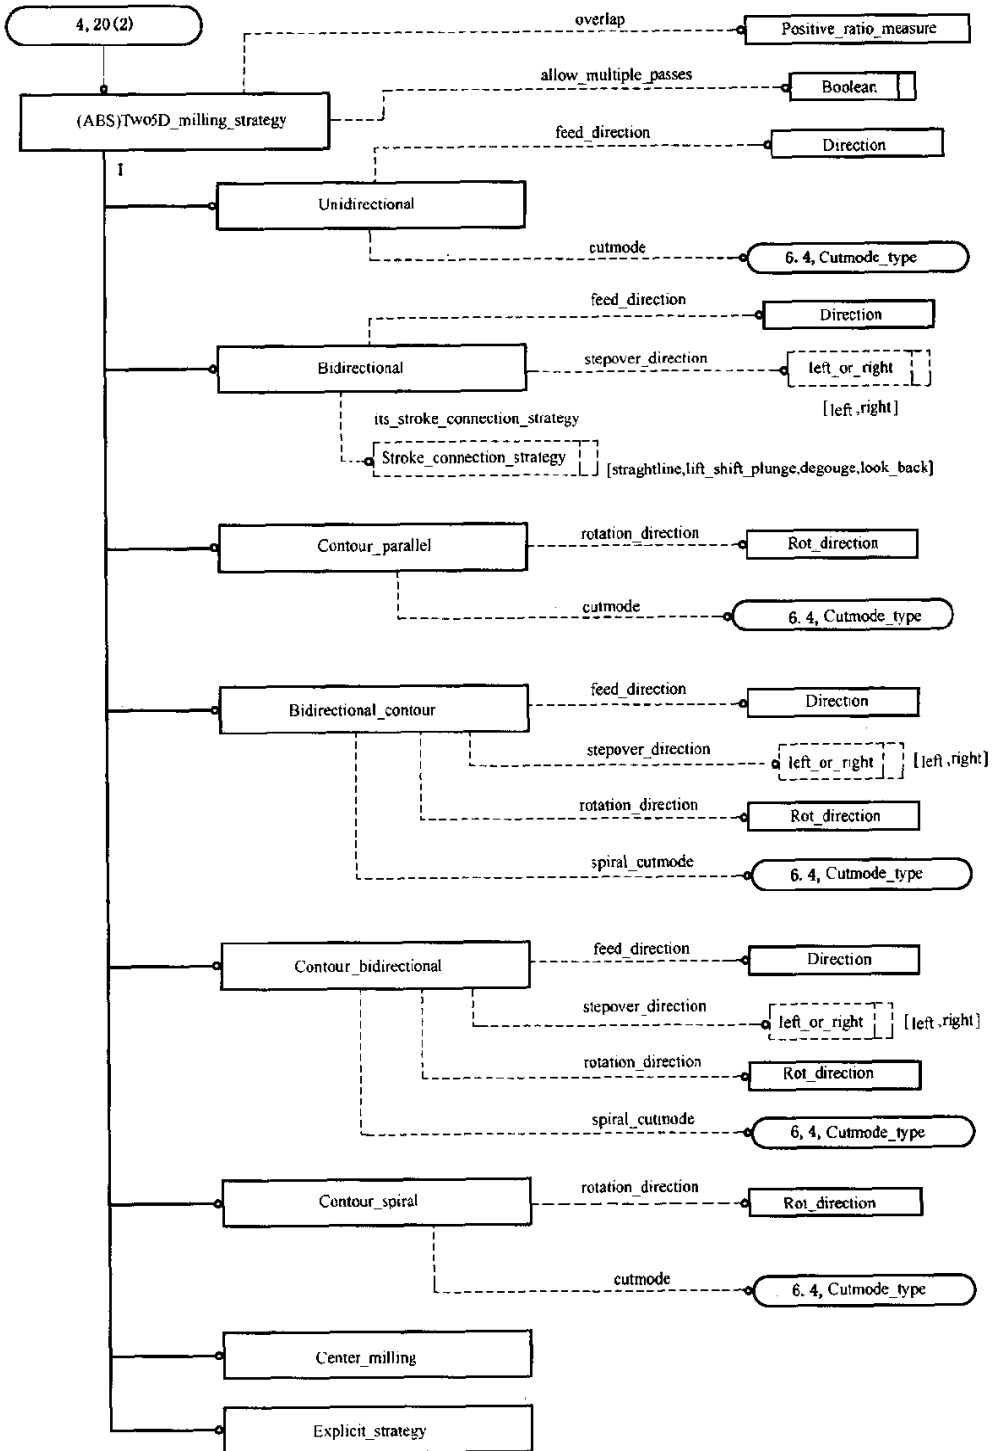 4, 20(2)
overlap
Positive_ratio_measure
allow_multiple_passes
Boolean
(ABS)Two5D_milling_strategy
feed_direction
Direction
1
Unidirectional
cutmode
6. 4, Cutmode_type
feed_direction
Direction
Bidirectional
stepover_direction
left_or_right
[left,right]
its_stroke_connection_strategy
Stroke_connection_strategy
[straghtline,lift_shift_plunge,degouge,look_back]
Contour_parallel
rotation_direction
Rot_direction
cutmode
6. 4, Cutmode_type
Bidirectional_contour
feed_direction
Direction
stepover_direction
left_or_right
[left,right]
rotation_direction
Rot_direction
spiral_cutmode
6. 4, Cutmode_type
Contour_bidirectional
feed_direction
Direction
stepover_direction
left_or_right
[left,right]
rotation_direction
Rot_direction
spiral_cutmode
6, 4, Cutmode_type
Contour_spiral
rotation_direction
Rot_direction
cutmode
6. 4, Cutmode_type
Center_milling
Explicit_strategy